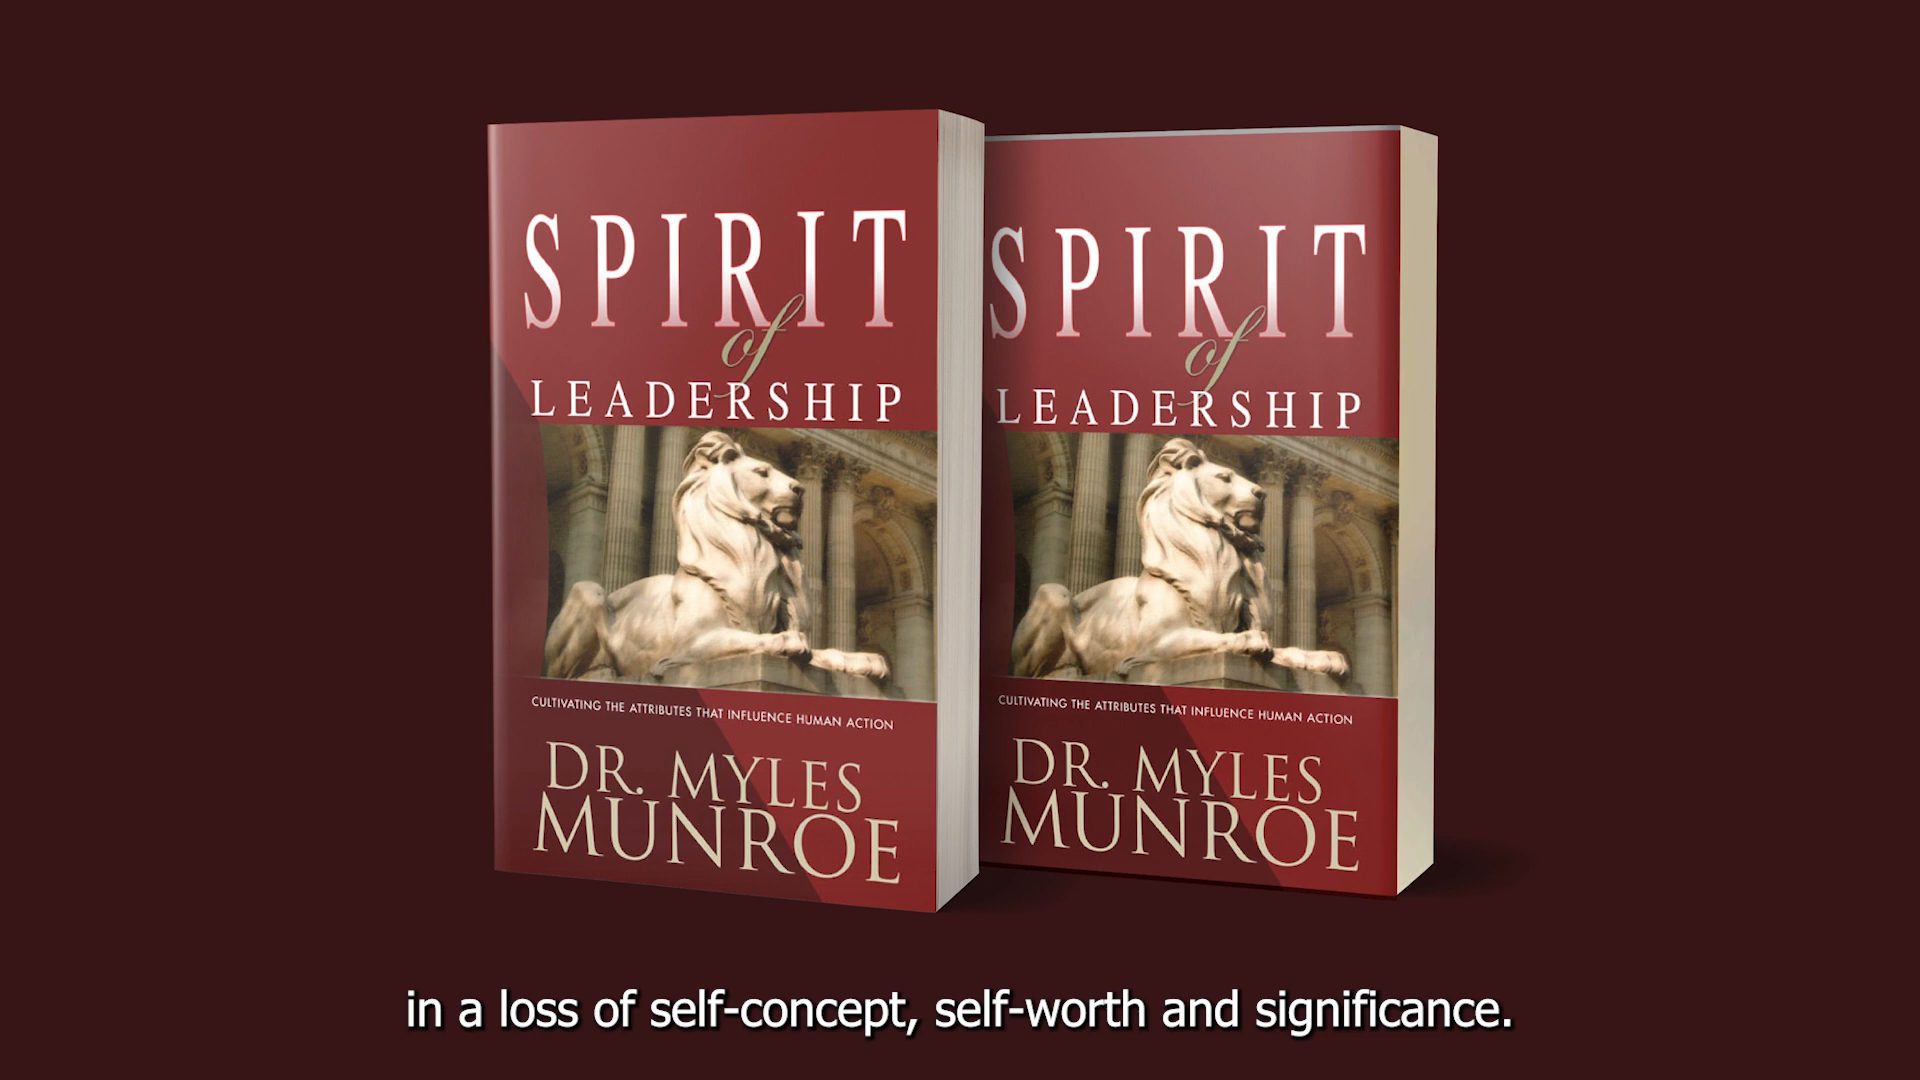 SPIRIT
of
LEADERSHIP
CULTIVATING THE ATTRIBUTES THAT INFLUENCE HUMAN ACTION
DR. MYLES
MUNROE
SPIRIT
of
LEADERSHIP
CULTIVATING THE ATTRIBUTES THAT INFLUENCE HUMAN ACTION
DR. MYLES
MUNROE
in a loss of self-concept, self-worth and significance.